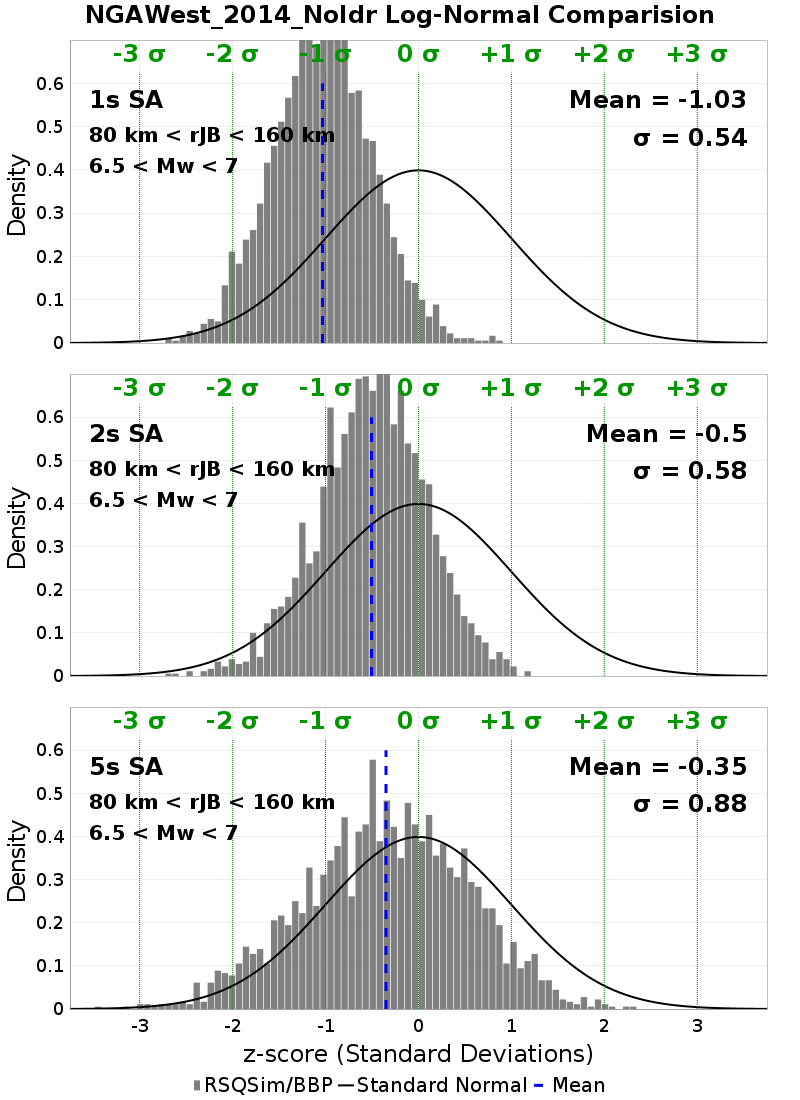 NGAWest_2014_NoIdr Log-Normal Comparision
-3 σ -2 σ -1 σ 0 σ +1 σ +2 σ +3 σ
1s SA
Mean = -1.03
80 km < rJB < 160 km
σ = 0.54
6.5 < Mw < 7
Density
0.6
0.5
0.4
0.3
0.2
0.1
0
-3 σ -2 σ -1 σ 0 σ +1 σ +2 σ +3 σ
2s SA
Mean = -0.5
80 km < rJB < 160 km
σ = 0.58
6.5 < Mw < 7
Density
0.6
0.5
0.4
0.3
0.2
0.1
0
-3 σ -2 σ -1 σ 0 σ +1 σ +2 σ +3 σ
5s SA
Mean = -0.35
80 km < rJB < 160 km
σ = 0.88
6.5 < Mw < 7
Density
0.6
0.5
0.4
0.3
0.2
0.1
0
-3 -2 -1 0 1 2 3
z-score (Standard Deviations)
RSQSim/BBP Standard Normal Mean